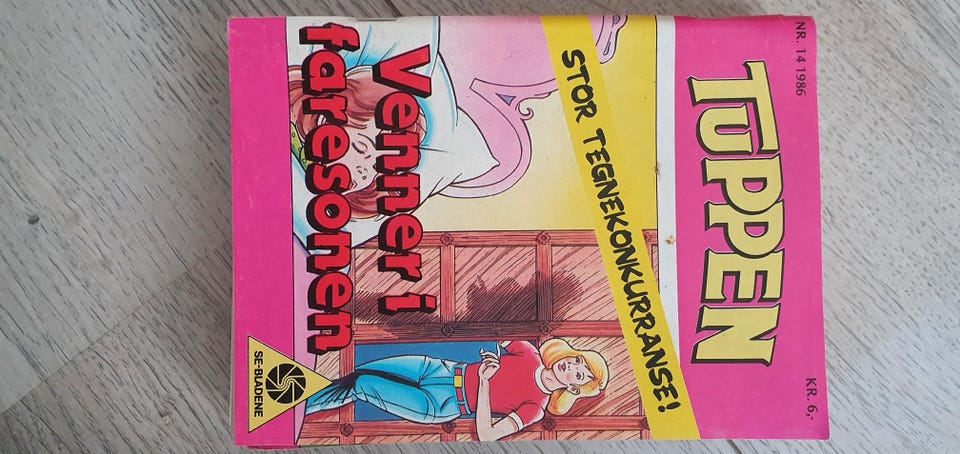 NR. 14 1986
KR. 6,-
TUPPEN
STOR TEGNEKONKURRANSE!
Venner i
faresonen
SE-BLADENE